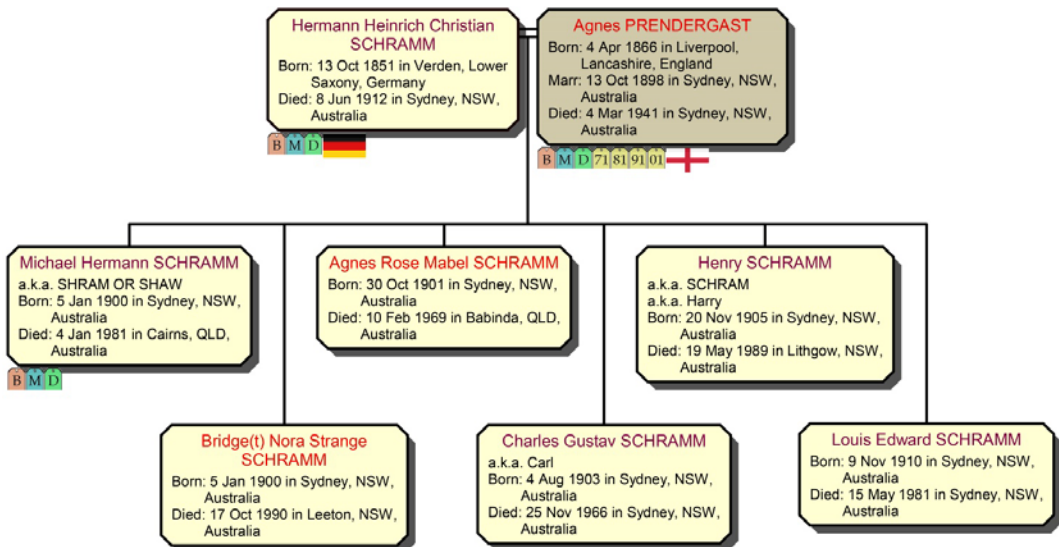 Hermann Heinrich Christian
SCHRAMM
Born: 13 Oct 1851 in Verden, Lower
Saxony, Germany
Died: 8 Jun 1912 in Sydney, NSW,
Australia
B M D
Agnes PRENDERGAST
Born: 4 Apr 1866 in Liverpool,
Lancashire, England
Marr: 13 Oct 1898 in Sydney, NSW,
Australia
Died: 4 Mar 1941 in Sydney, NSW,
Australia
B M D 71 81 91 01
Michael Hermann SCHRAMM
a.k.a. SHRAM OR SHAW
Born: 5 Jan 1900 in Sydney, NSW,
Australia
Died: 4 Jan 1981 in Cairns, QLD,
Australia
B M D
Agnes Rose Mabel SCHRAMM
Born: 30 Oct 1901 in Sydney, NSW,
Australia
Died: 10 Feb 1969 in Babinda, QLD,
Australia
Henry SCHRAMM
a.k.a. SCHRAM
a.k.a. Harry
Born: 20 Nov 1905 in Sydney, NSW,
Australia
Died: 19 May 1989 in Lithgow, NSW,
Australia
Bridge(t) Nora Strange
SCHRAMM
Born: 5 Jan 1900 in Sydney, NSW,
Australia
Died: 17 Oct 1990 in Leeton, NSW,
Australia
Charles Gustav SCHRAMM
a.k.a. Carl
Born: 4 Aug 1903 in Sydney, NSW,
Australia
Died: 25 Nov 1966 in Sydney, NSW,
Australia
Louis Edward SCHRAMM
Born: 9 Nov 1910 in Sydney, NSW,
Australia
Died: 15 May 1981 in Sydney, NSW,
Australia